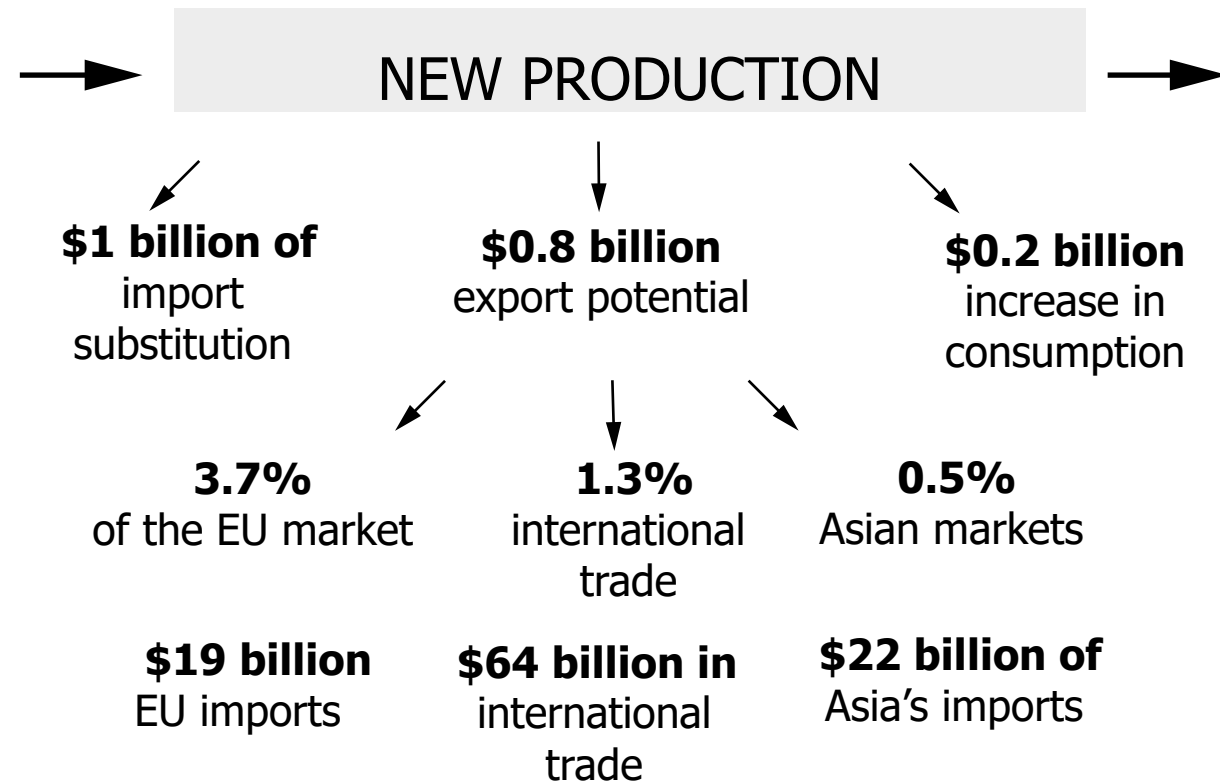 NEW PRODUCTION
$1 billion of
import
substitution
$0.8 billion
export potential
$0.2 billion
increase in
consumption
3.7%
of the EU market
1.3%
international
trade
0.5%
Asian markets
$19 billion
EU imports
$64 billion in
international
trade
$22 billion of
Asia’s imports